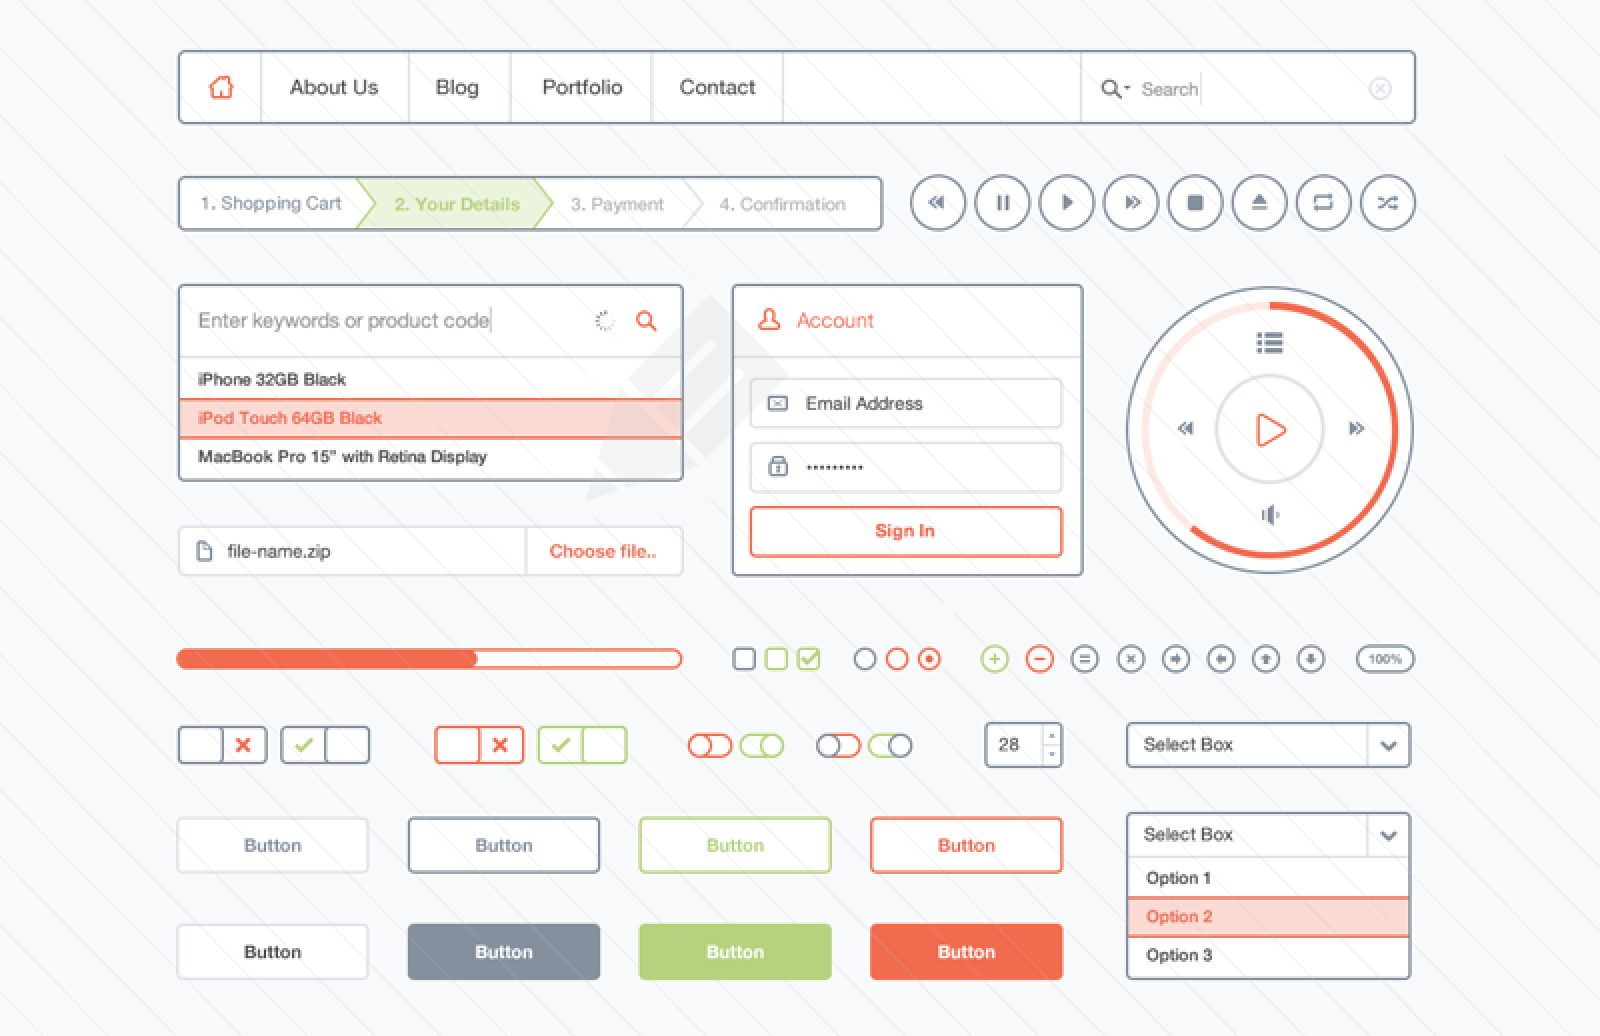 About Us Blog Portfolio Contact Search
1. Shopping Cart 2. Your Details 3. Payment 4. Confirmation
Enter keywords or product code
iPhone 32GB Black
iPod Touch 64GB Black
MacBook Pro 15” with Retina Display
file-name.zip Choose file..
Account
Email Address
Sign In
100%
28
Select Box
Button Button Button Button
Button Button Button Button
Select Box
Option 1
Option 2
Option 3